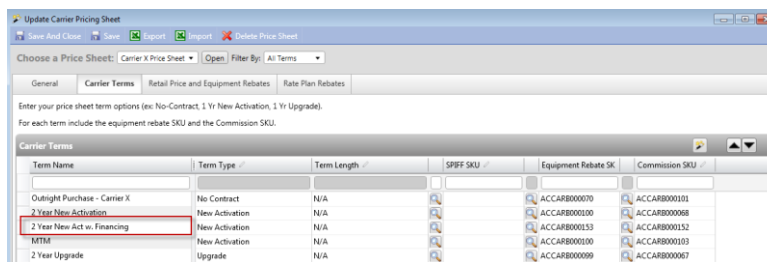 Update Carrier Pricing Sheet
Save And Close Save Export Import Delete Price Sheet
Choose a Price Sheet: Carrier X Price Sheet Open Filter By: All Terms
General Carrier Terms Retail Price and Equipment Rebates Rate Plan Rebates
Enter your price sheet term options (ex: No-Contract, 1 Yr New Activation, 1 Yr Upgrade).
For each term include the equipment rebate SKU and the Commission SKU.
Carrier Terms
Term Name Term Type Term Length SPIFF SKU Equipment Rebate SK Commission SKU
Outright Purchase - Carrier X No Contract N/A ACCARB000070 ACCARB000101
2 Year New Activation New Activation N/A ACCARB000100 ACCARB000068
2 Year New Act w. Financing New Activation N/A ACCARB000153 ACCARB000152
MTM New Activation N/A ACCARB000100 ACCARB000103
2 Year Upgrade Upgrade N/A ACCARB000099 ACCARB000067